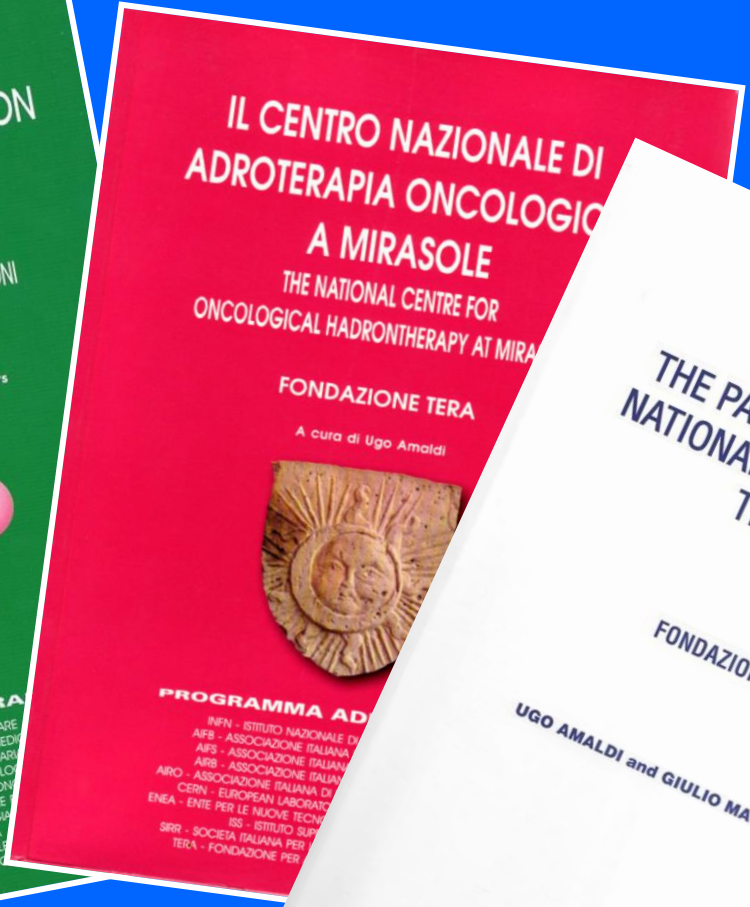 ON
NI
IL CENTRO NAZIONALE DI
ADROTERAPIA ONCOLOGIC
A MIRASOLE
THE NATIONAL CENTRE FOR
ONCOLOGICAL HADRONTHERAPY AT MIRA
FONDAZIONE TERA
A cura di Ugo Amaldi
PROGRAMMA AD
INFN - ISTITUTO NAZIONALE DI
AIFB - ASSOCIAZIONE ITALIANA
AIFS - ASSOCIAZIONE ITALIANA
AIRB - ASSOCIAZIONE ITALIAN
AIRO - ASSOCIAZIONE ITALIANA DI
CERN - EUROPEAN LABORATO
ENEA - ENTE PER LE NUOVE TECNO
ISS - ISTITUTO SUP
SIRR - SOCIETA ITALIANA PER
TERA - FONDAZIONE PER
THE PA
NATIONA
FONDAZIO
UGO AMALDI and GIULIO MA